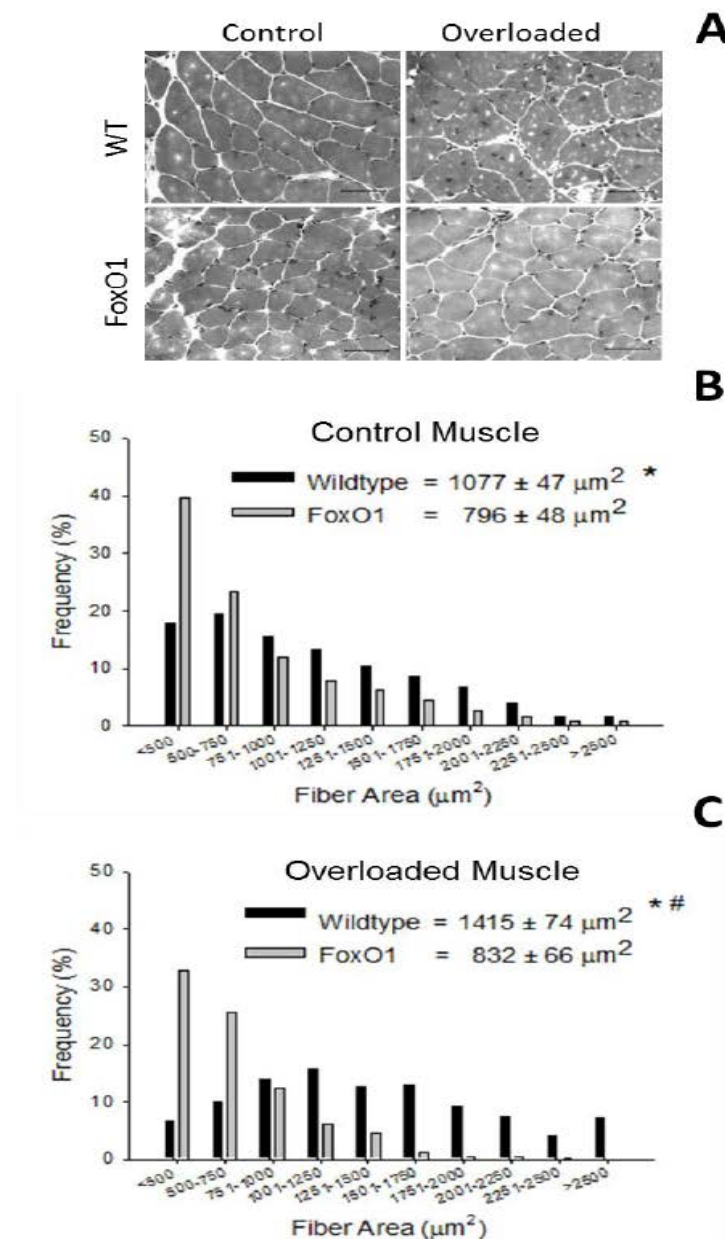 A
Control Overloaded
WT
FoxO1
B
Control Muscle
Wildtype = 1077 ± 47 μm² *
FoxO1 = 796 ± 48 μm²
Frequency (%)
50
40
30
20
10
0
<500 500-750 751-1000 1001-1250 1251-1500 1501-1750 1751-2000 2001-2250 2251-2500 >2500
Fiber Area (μm²)
C
Overloaded Muscle
Wildtype = 1415 ± 74 μm² * #
FoxO1 = 832 ± 66 μm²
Frequency (%)
50
40
30
20
10
0
<500 500-750 751-1000 1001-1250 1251-1500 1501-1750 1751-2000 2001-2250 2251-2500 >2500
Fiber Area (μm²)